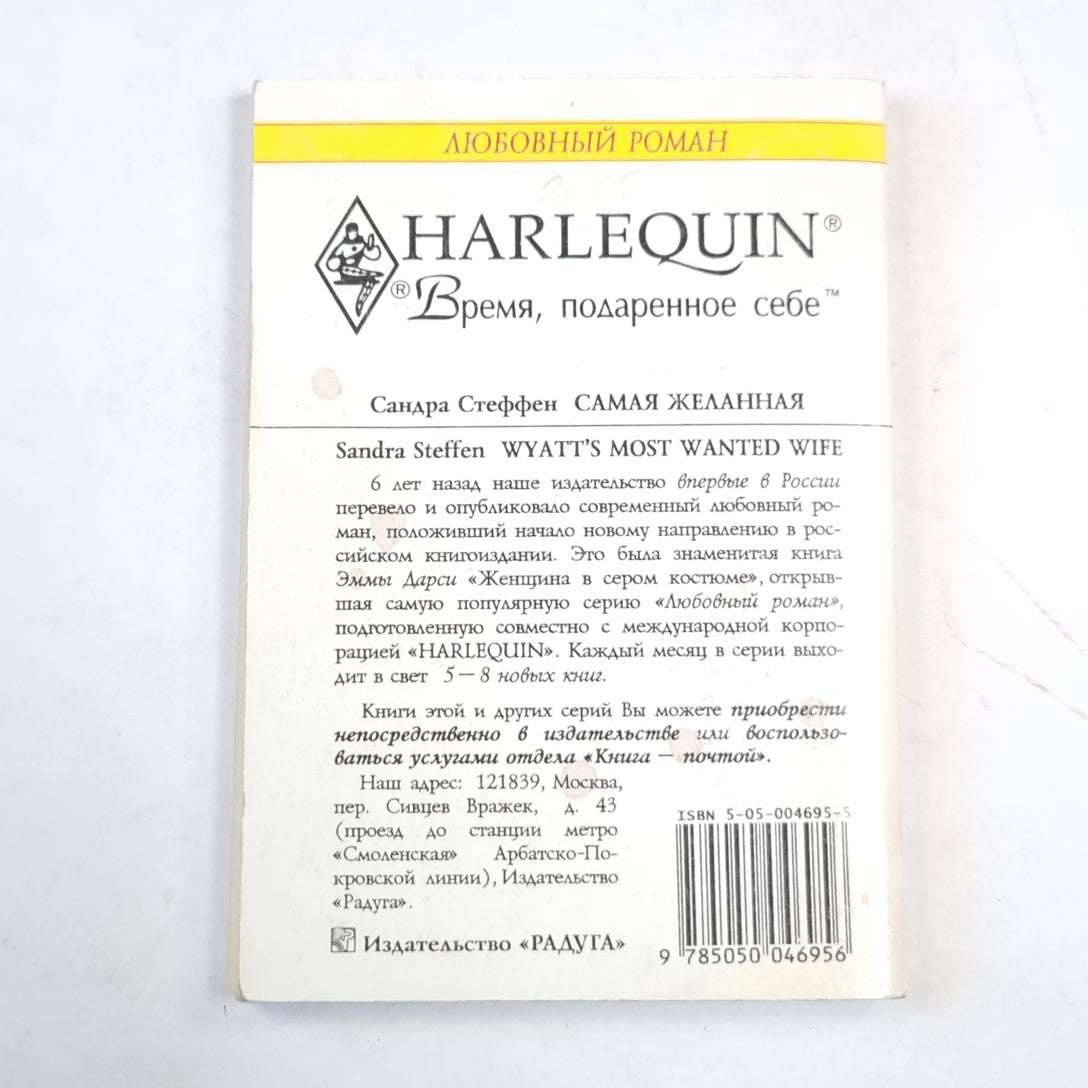 ЛЮБОВНЫЙ РОМАН
HARLEQUIN®
® Время, подаренное себе™
Сандра Стеффен САМАЯ ЖЕЛАННАЯ
Sandra Steffen WYATT'S MOST WANTED WIFE
6 лет назад наше издательство впервые в России
перевело и опубликовало современный любовный ро-
ман, положивший начало новому направлению в рос-
сийском книгоиздании. Это была знаменитая книга
Эммы Дарси «Женщина в сером костюме», открыв-
шая самую популярную серию «Любовный роман»,
подготовленную совместно с международной корпо-
рацией «HARLEQUIN». Каждый месяц в серии выхо-
дит в свет 5 — 8 новых книг.
Книги этой и других серий Вы можете приобрести
непосредственно в издательстве или воспользо-
ваться услугами отдела «Книга — почтой».
Наш адрес: 121839, Москва,
пер. Сивцев Вражек, д. 43
(проезд до станции метро
«Смоленская» Арбатско-По-
кровской линии), Издательство
«Радуга».
Издательство «РАДУГА»
ISBN 5-05-004695-5
9 785050 046956